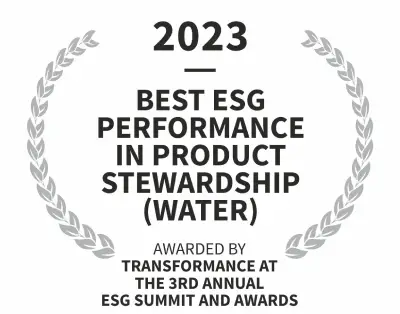 2023
BEST ESG
PERFORMANCE
IN PRODUCT
STEWARDSHIP
(WATER)
AWARDED BY
TRANSFORMANCE AT
THE 3RD ANNUAL
ESG SUMMIT AND AWARDS